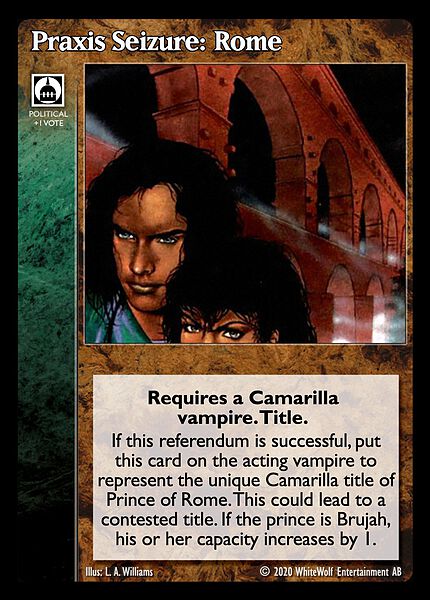 Praxis Seizure: Rome
POLITICAL
+1 VOTE
Requires a Camarilla
vampire. Title.
If this referendum is successful, put
this card on the acting vampire to
represent the unique Camarilla title of
Prince of Rome. This could lead to a
contested title. If the prince is Brujah,
his or her capacity increases by 1.
Illus: L. A. Williams © 2020 WhiteWolf Entertainment AB